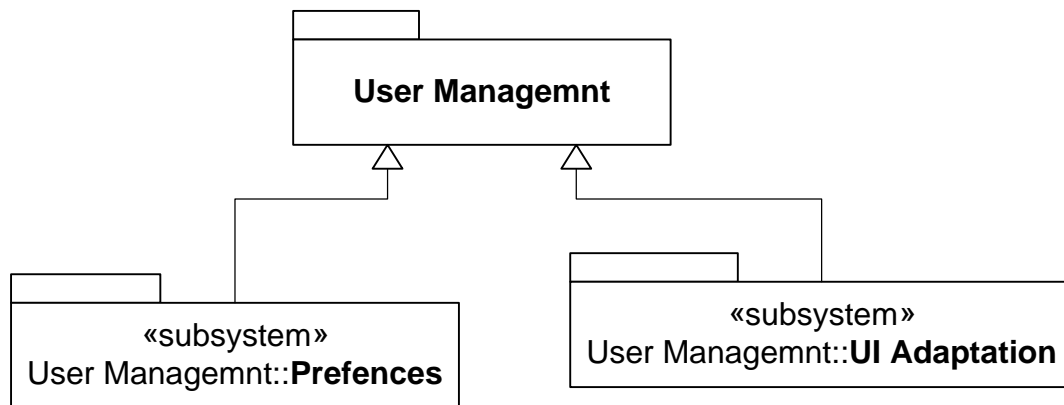 User Managemnt
«subsystem»
User Managemnt::Prefences
«subsystem»
User Managemnt::UI Adaptation